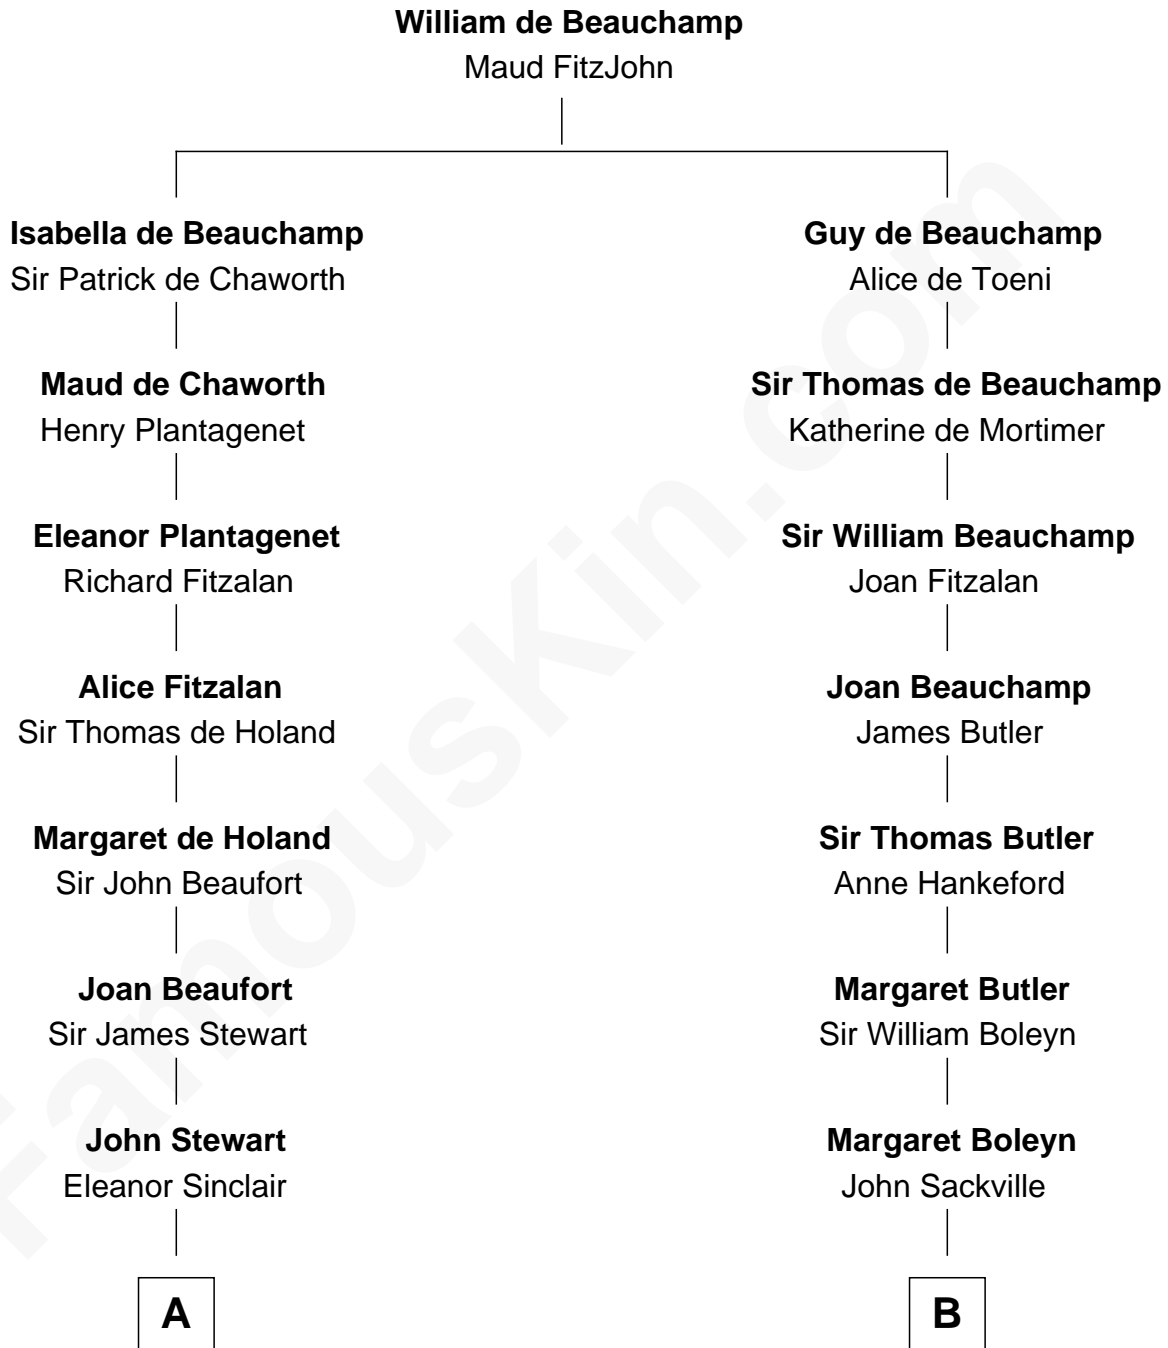 William de Beauchamp
Maud FitzJohn
Isabella de Beauchamp
Sir Patrick de Chaworth
Guy de Beauchamp
Alice de Toeni
Maud de Chaworth
Henry Plantagenet
Sir Thomas de Beauchamp
Katherine de Mortimer
Eleanor Plantagenet
Richard Fitzalan
Sir William Beauchamp
Joan Fitzalan
Alice Fitzalan
Sir Thomas de Holand
Joan Beauchamp
James Butler
Margaret de Holand
Sir John Beaufort
Sir Thomas Butler
Anne Hankeford
Joan Beaufort
Sir James Stewart
Margaret Butler
Sir William Boleyn
John Stewart
Eleanor Sinclair
Margaret Boleyn
John Sackville
A
B
FamousKin.com